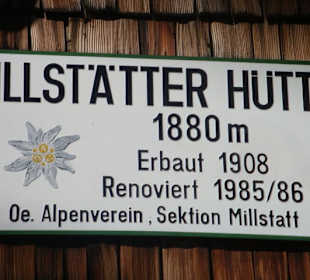 ILLSTÄTTER HÜTT
1880 m
Erbaut 1908
Renoviert 1985/86
Oe. Alpenverein, Sektion Millstatt